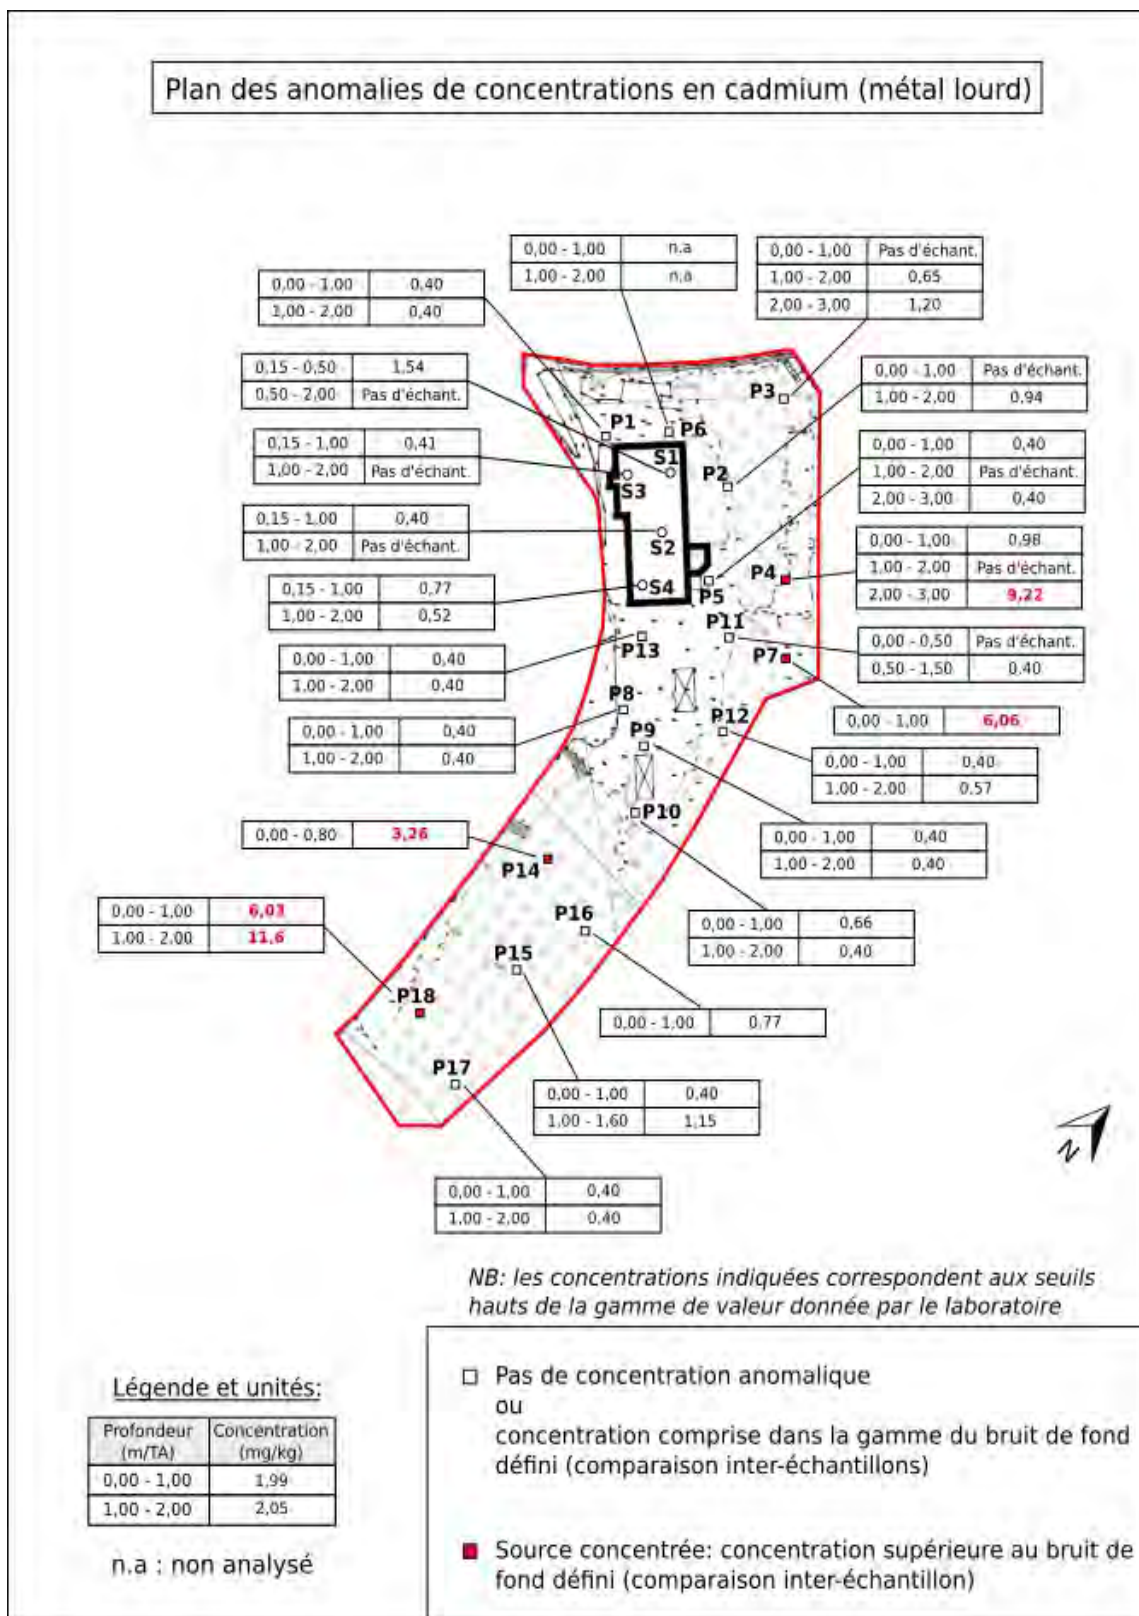 Plan des anomalies de concentrations en cadmium (métal lourd)
0,00 - 1,00 n.a
1,00 - 2,00 n.a
0,00 - 1,00 Pas d'échant.
1,00 - 2,00 0,65
2,00 - 3,00 1,20
0,00 - 1,00 0,40
1,00 - 2,00 0,40
0,15 - 0,50 1,54
0,50 - 2,00 Pas d'échant.
0,00 - 1,00 Pas d'échant.
1,00 - 2,00 0,94
0,15 - 1,00 0,41
1,00 - 2,00 Pas d'échant.
0,00 - 1,00 0,40
1,00 - 2,00 Pas d'échant.
2,00 - 3,00 0,40
0,15 - 1,00 0,40
1,00 - 2,00 Pas d'échant.
0,00 - 1,00 0,98
1,00 - 2,00 Pas d'échant.
2,00 - 3,00 9,22
0,15 - 1,00 0,77
1,00 - 2,00 0,52
0,00 - 0,50 Pas d'échant.
0,50 - 1,50 0,40
0,00 - 1,00 0,40
1.00 - 2,00 0,40
0,00 - 1,00 6,06
0,00 - 1,00 0,40
1,00 - 2,00 0,40
0,00 - 1,00 0,40
1.00 - 2,00 0,57
0,00 - 0,80 3,26
0,00 - 1,00 0,40
1,00 - 2,00 0,40
0,00 - 1,00 6,03
1.00 - 2,00 11,6
0,00 - 1,00 0,66
1,00 - 2,00 0,40
0,00 - 1,00 0,77
0,00 - 1,00 0,40
1,00 - 1,60 1,15
0,00 - 1,00 0,40
1.00 - 2,00 0,40
P3
P1
P6
S1
S3
P2
S2
P4
S4
P5
P11
P13
P7
P8
P12
P9
P10
P14
P16
P15
P18
P17
N
NB: les concentrations indiquées correspondent aux seuils
hauts de la gamme de valeur donnée par le laboratoire
Légende et unités:
Profondeur (m/TA) Concentration (mg/kg)
0,00 - 1,00 1,99
1,00 - 2,00 2,05
n.a : non analysé
Pas de concentration anomalique
ou
concentration comprise dans la gamme du bruit de fond
défini (comparaison inter-échantillons)
Source concentrée: concentration supérieure au bruit de
fond défini (comparaison inter-échantillon)